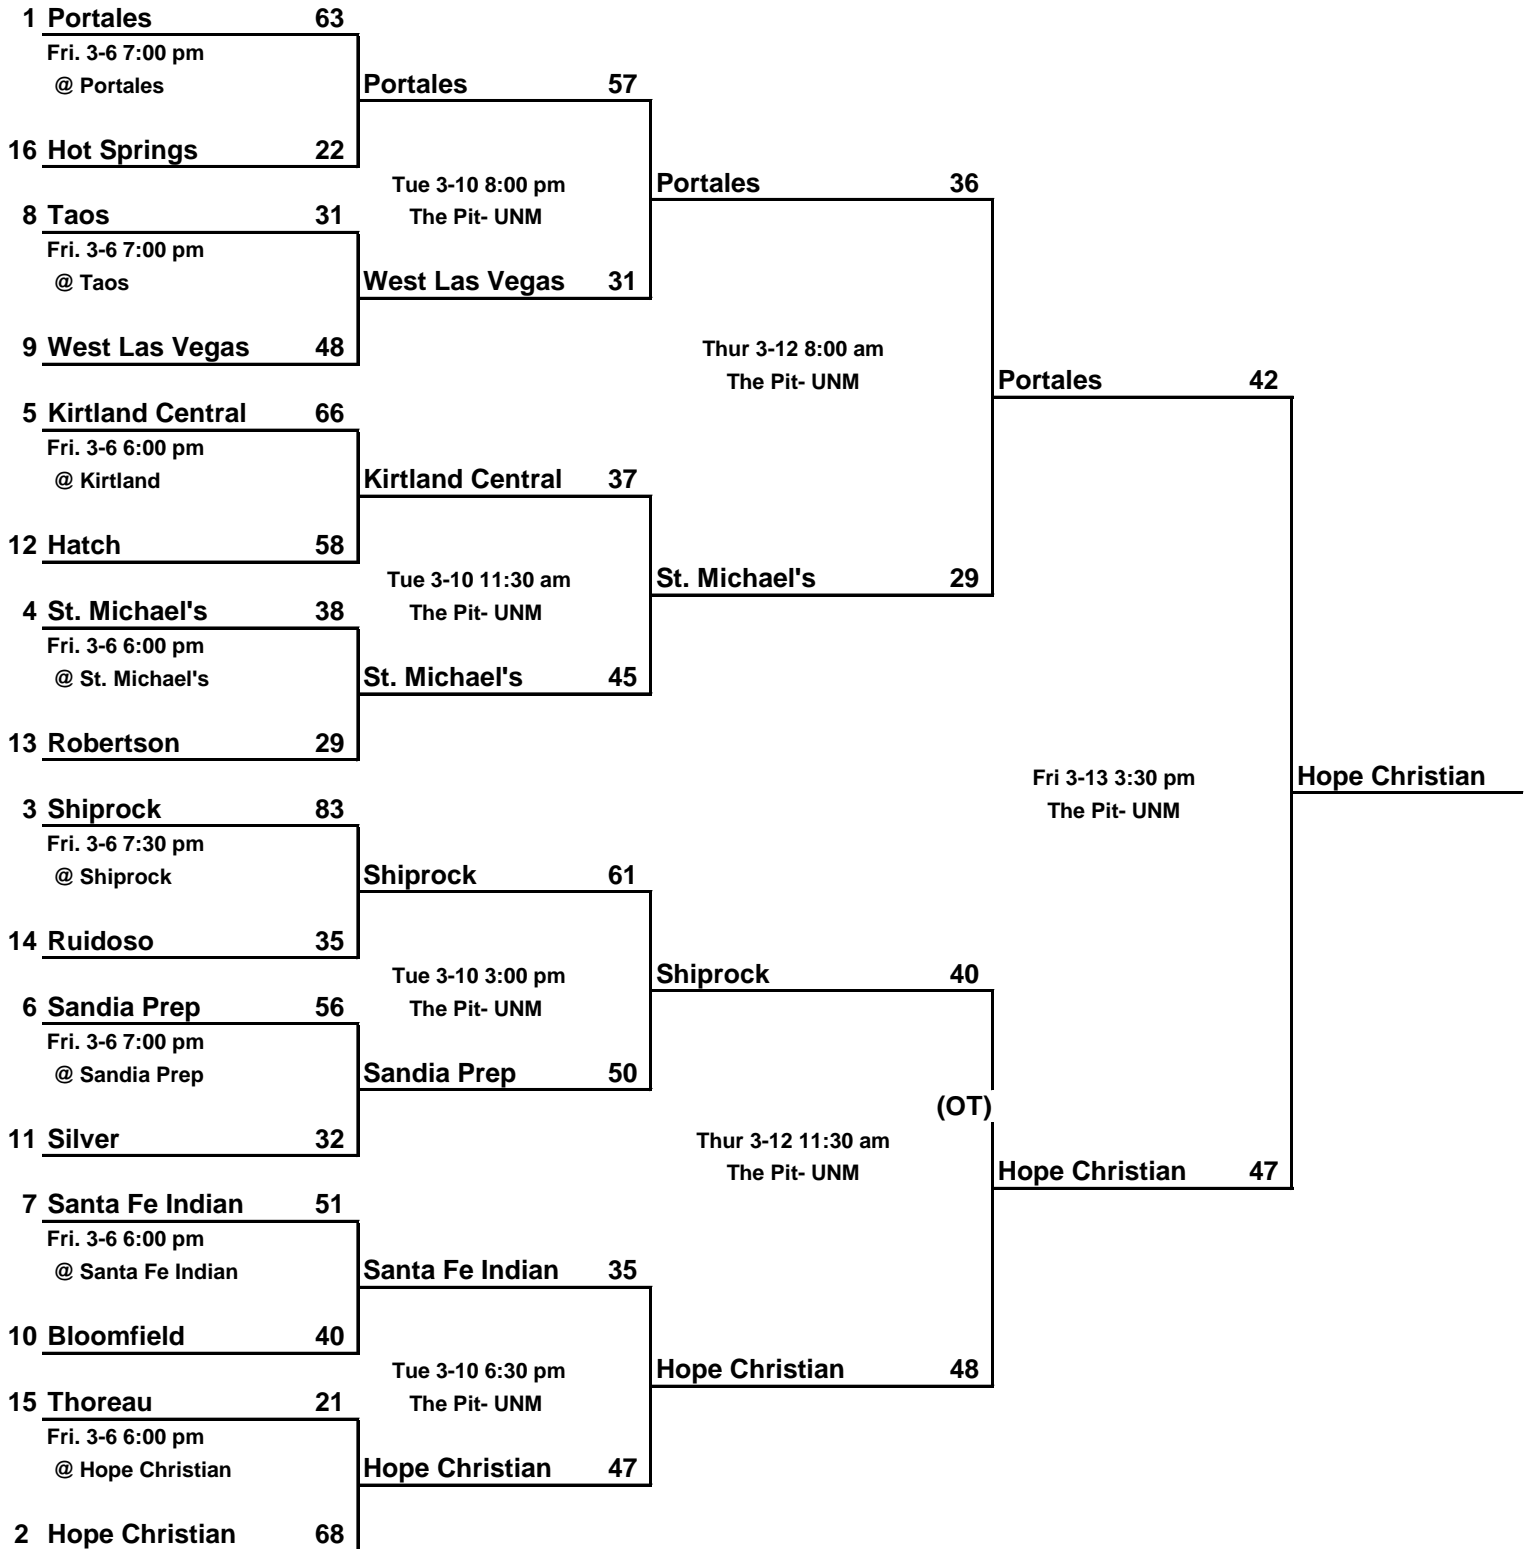 1 Portales 63
Fri. 3-6 7:00 pm
@ Portales
Portales 57
16 Hot Springs 22
Tue 3-10 8:00 pm
The Pit- UNM
Portales 36
8 Taos 31
Fri. 3-6 7:00 pm
@ Taos
West Las Vegas 31
9 West Las Vegas 48
Thur 3-12 8:00 am
The Pit- UNM
Portales 42
5 Kirtland Central 66
Fri. 3-6 6:00 pm
@ Kirtland
Kirtland Central 37
12 Hatch 58
Tue 3-10 11:30 am
The Pit- UNM
St. Michael's 29
4 St. Michael's 38
Fri. 3-6 6:00 pm
@ St. Michael's
St. Michael's 45
13 Robertson 29
Fri 3-13 3:30 pm
The Pit- UNM
Hope Christian
3 Shiprock 83
Fri. 3-6 7:30 pm
@ Shiprock
Shiprock 61
14 Ruidoso 35
Tue 3-10 3:00 pm
The Pit- UNM
Shiprock 40
6 Sandia Prep 56
Fri. 3-6 7:00 pm
@ Sandia Prep
Sandia Prep 50
(OT)
11 Silver 32
Thur 3-12 11:30 am
The Pit- UNM
Hope Christian 47
7 Santa Fe Indian 51
Fri. 3-6 6:00 pm
@ Santa Fe Indian
Santa Fe Indian 35
10 Bloomfield 40
Tue 3-10 6:30 pm
The Pit- UNM
Hope Christian 48
15 Thoreau 21
Fri. 3-6 6:00 pm
@ Hope Christian
Hope Christian 47
2 Hope Christian 68